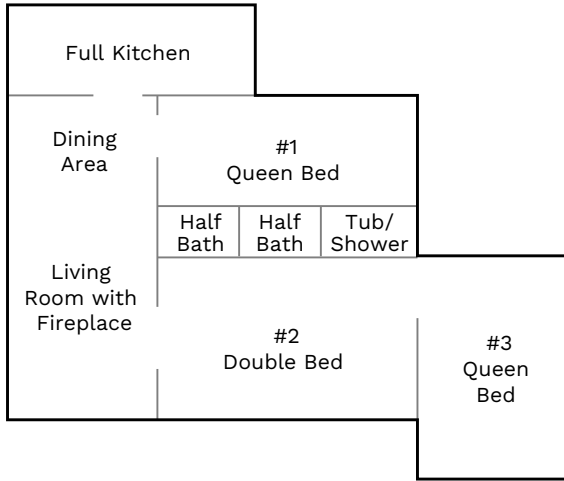 Full Kitchen
Dining
Area
#1
Queen Bed
Half
Bath
Half
Bath
Tub/
Shower
Living
Room with
Fireplace
#2
Double Bed
#3
Queen
Bed